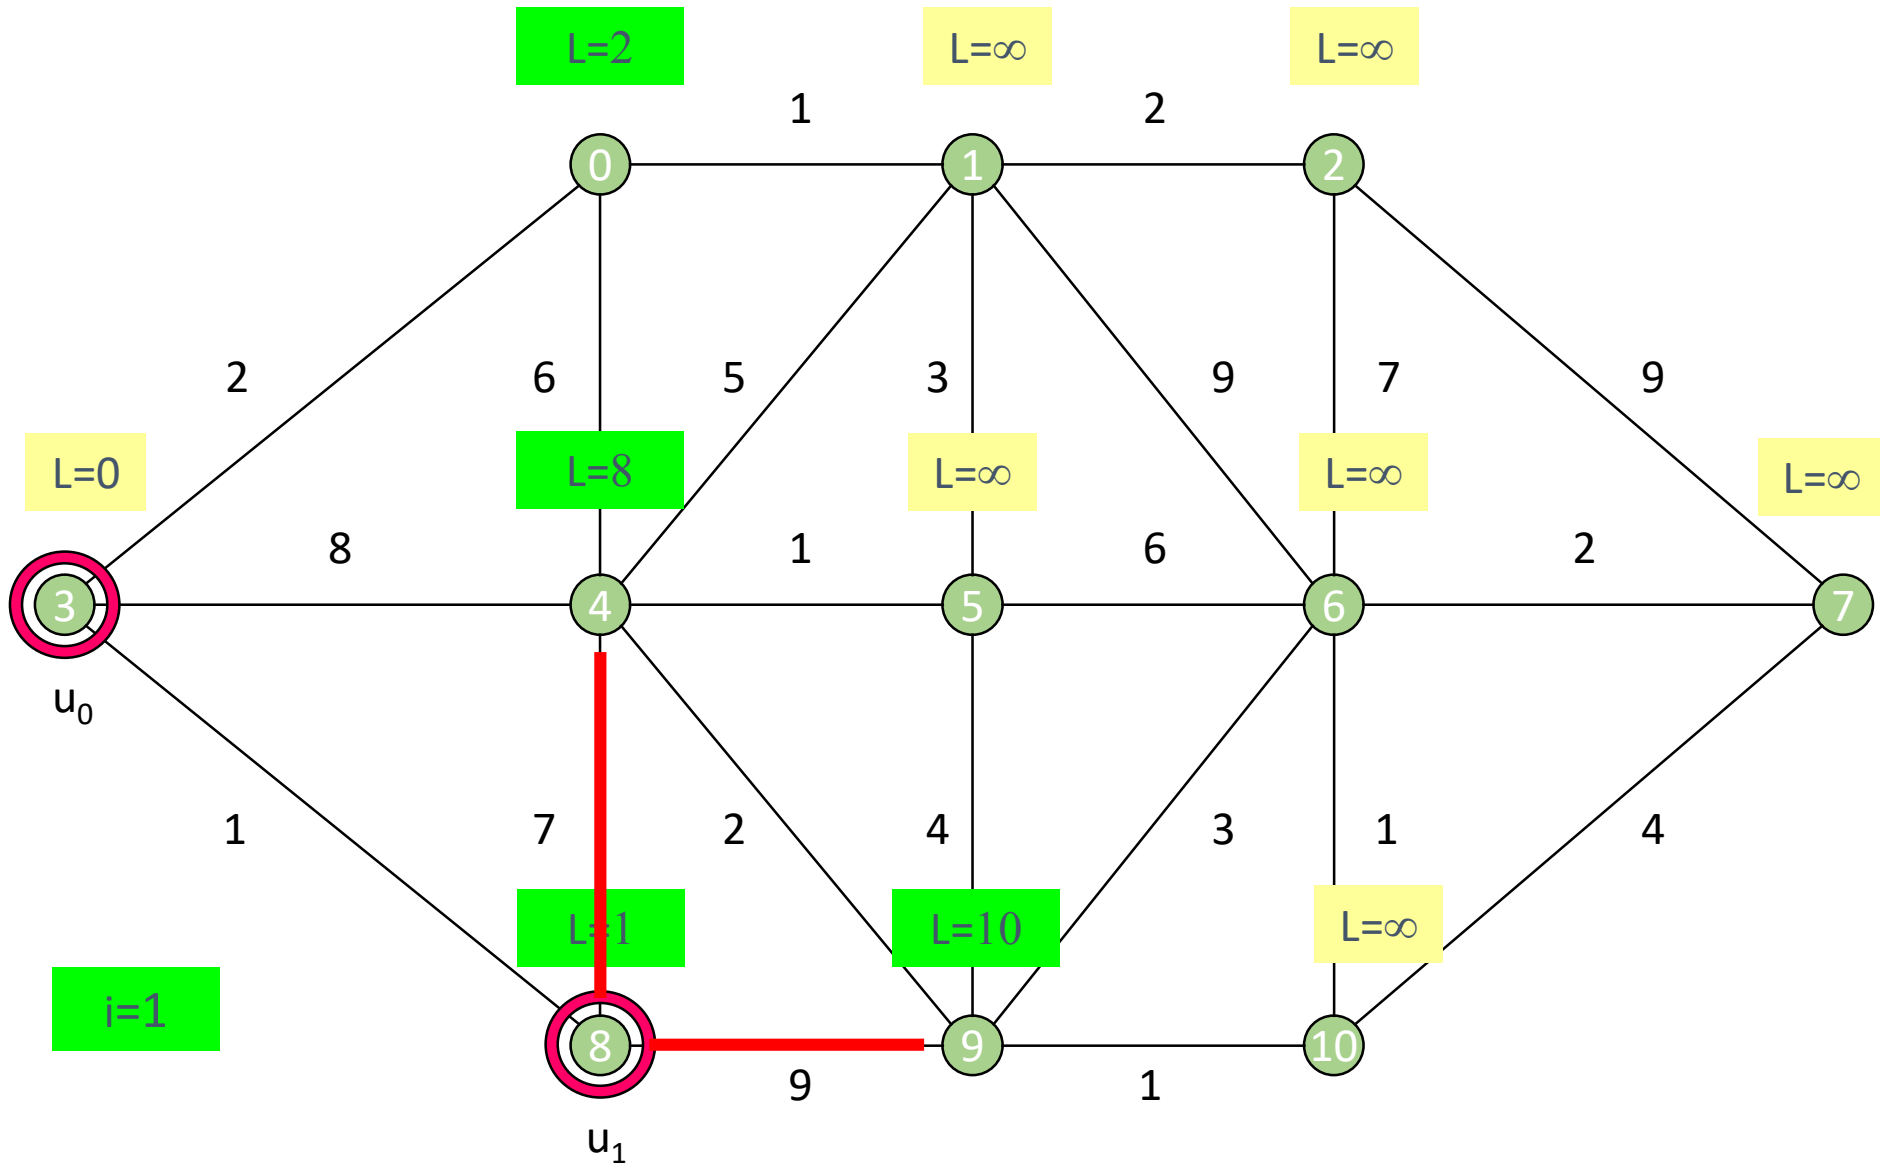 L=2 L=∞ L=∞
1 2
0 1 2
2 6 5 3 9 7 9
L=0 L=8 L=∞ L=∞ L=∞
8 1 6 2
3 4 5 6 7
u₀
1 7 2 4 3 1 4
L=1 L=10 L=∞
i=1
8 9 10
9 1
u₁